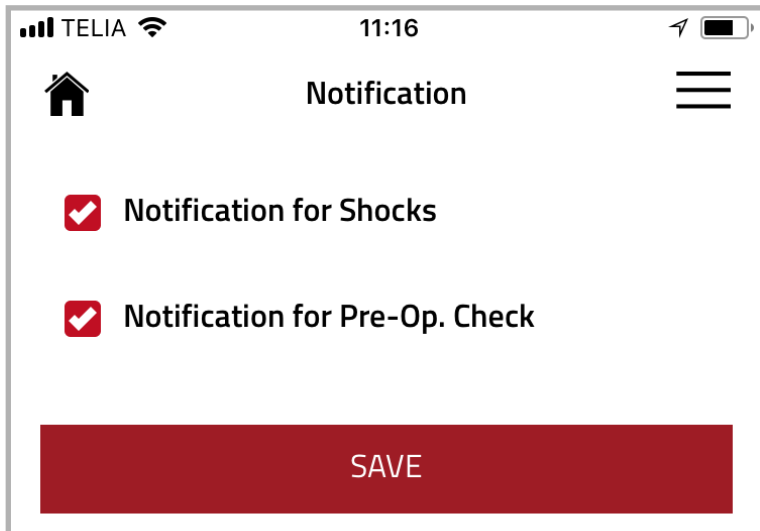 TELIA 11:16
Notification
Notification for Shocks
Notification for Pre-Op. Check
SAVE